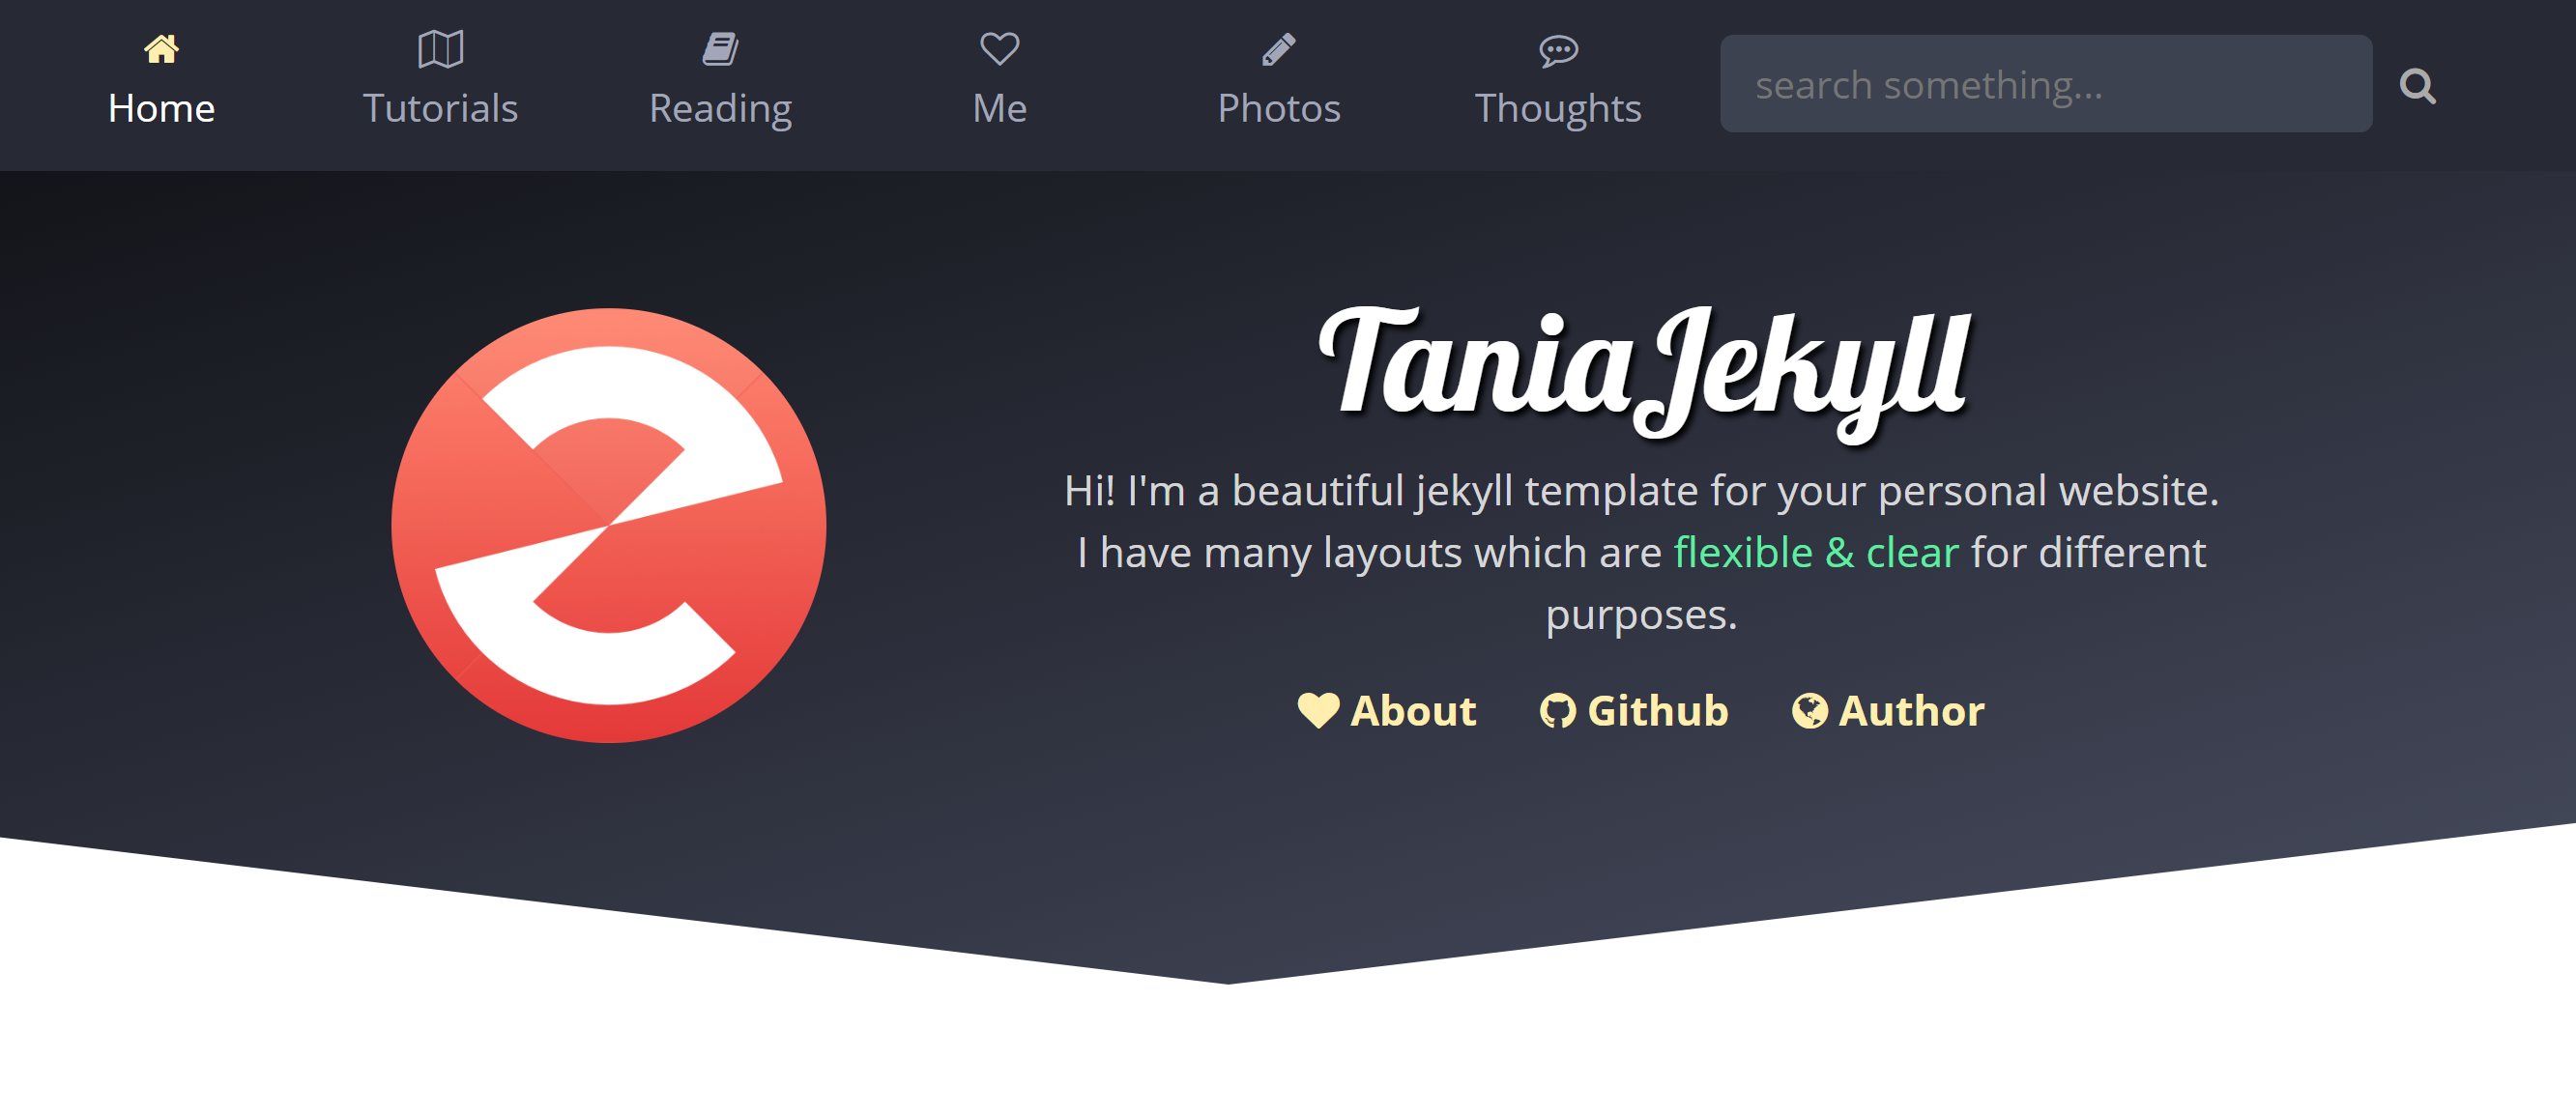 Home Tutorials Reading Me Photos Thoughts search something...
TaniaJekyll
Hi! I'm a beautiful jekyll template for your personal website.
I have many layouts which are flexible & clear for different
purposes.
About Github Author